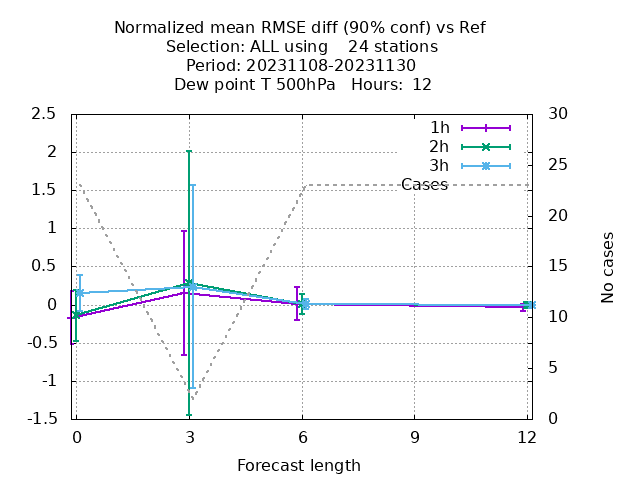 Normalized mean RMSE diff (90% conf) vs Ref
Selection: ALL using    24 stations
Period: 20231108-20231130
Dew point T 500hPa   Hours: 12
2.5
2
1.5
1
0.5
0
-0.5
-1
-1.5
30
25
20
15
10
5
0
1h
2h
3h
Cases
No cases
0 3 6 9 12
Forecast length